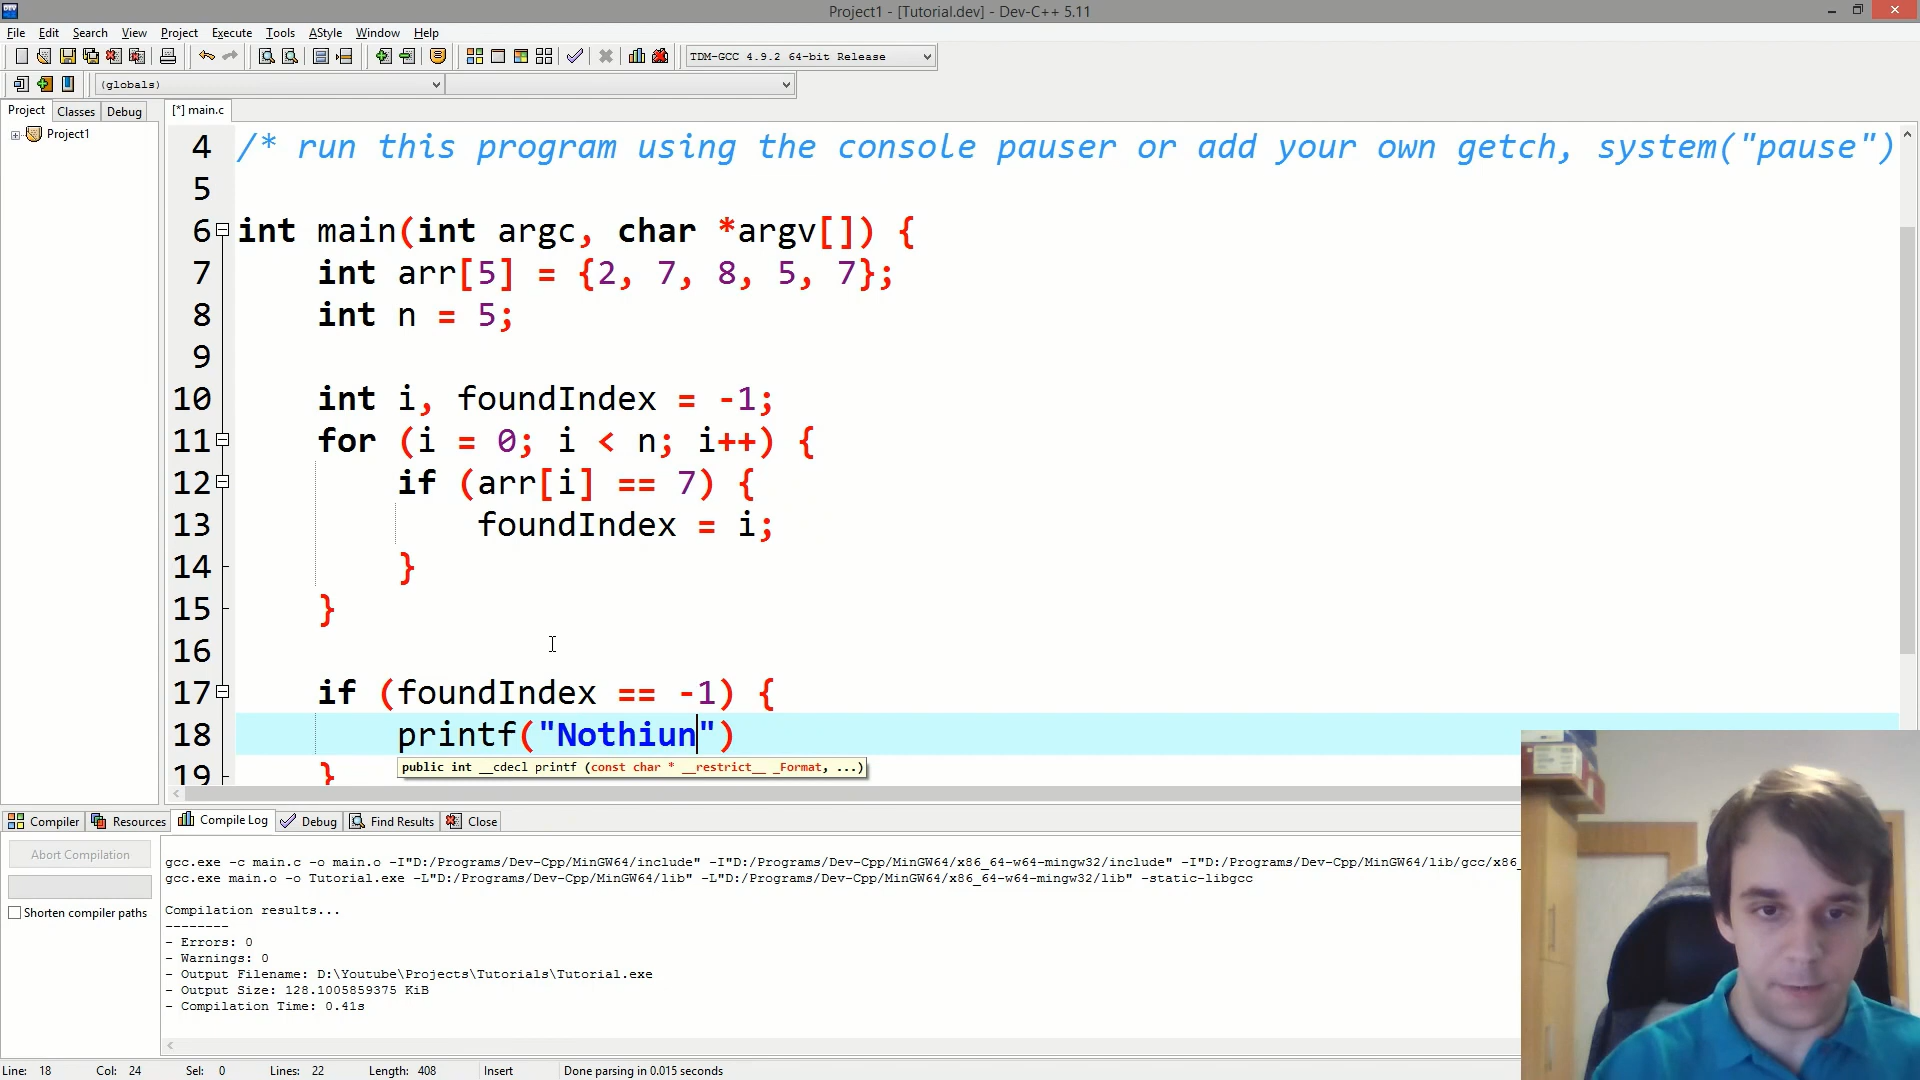 Project1 - [Tutorial.dev] - Dev-C++ 5.11
File Edit Search View Project Execute Tools AStyle Window Help
TDM-GCC 4.9.2 64-bit Release
(globals)
Project Classes Debug [*] main.c
Project1
4 /* run this program using the console pauser or add your own getch, system("pause")
5
6 int main(int argc, char *argv[]) {
7 int arr[5] = {2, 7, 8, 5, 7};
8 int n = 5;
9
10 int i, foundIndex = -1;
11 for (i = 0; i < n; i++) {
12 if (arr[i] == 7) {
13 foundIndex = i;
14 }
15 }
16
17 if (foundIndex == -1) {
18 printf("Nothiun")
19 }
public int __cdecl printf (const char * __restrict__ _Format, ...)
Compiler Resources Compile Log Debug Find Results Close
Abort Compilation
Shorten compiler paths
gcc.exe -c main.c -o main.o -I"D:/Programs/Dev-Cpp/MinGW64/include" -I"D:/Programs/Dev-Cpp/MinGW64/x86_64-w64-mingw32/include" -I"D:/Programs/Dev-Cpp/MinGW64/lib/gcc/x86_
gcc.exe main.o -o Tutorial.exe -L"D:/Programs/Dev-Cpp/MinGW64/lib" -L"D:/Programs/Dev-Cpp/MinGW64/x86_64-w64-mingw32/lib" -static-libgcc
Compilation results...
--------
- Errors: 0
- Warnings: 0
- Output Filename: D:\Youtube\Projects\Tutorials\Tutorial.exe
- Output Size: 128.1005859375 KiB
- Compilation Time: 0.41s
Line: 18 Col: 24 Sel: 0 Lines: 22 Length: 408 Insert Done parsing in 0.015 seconds